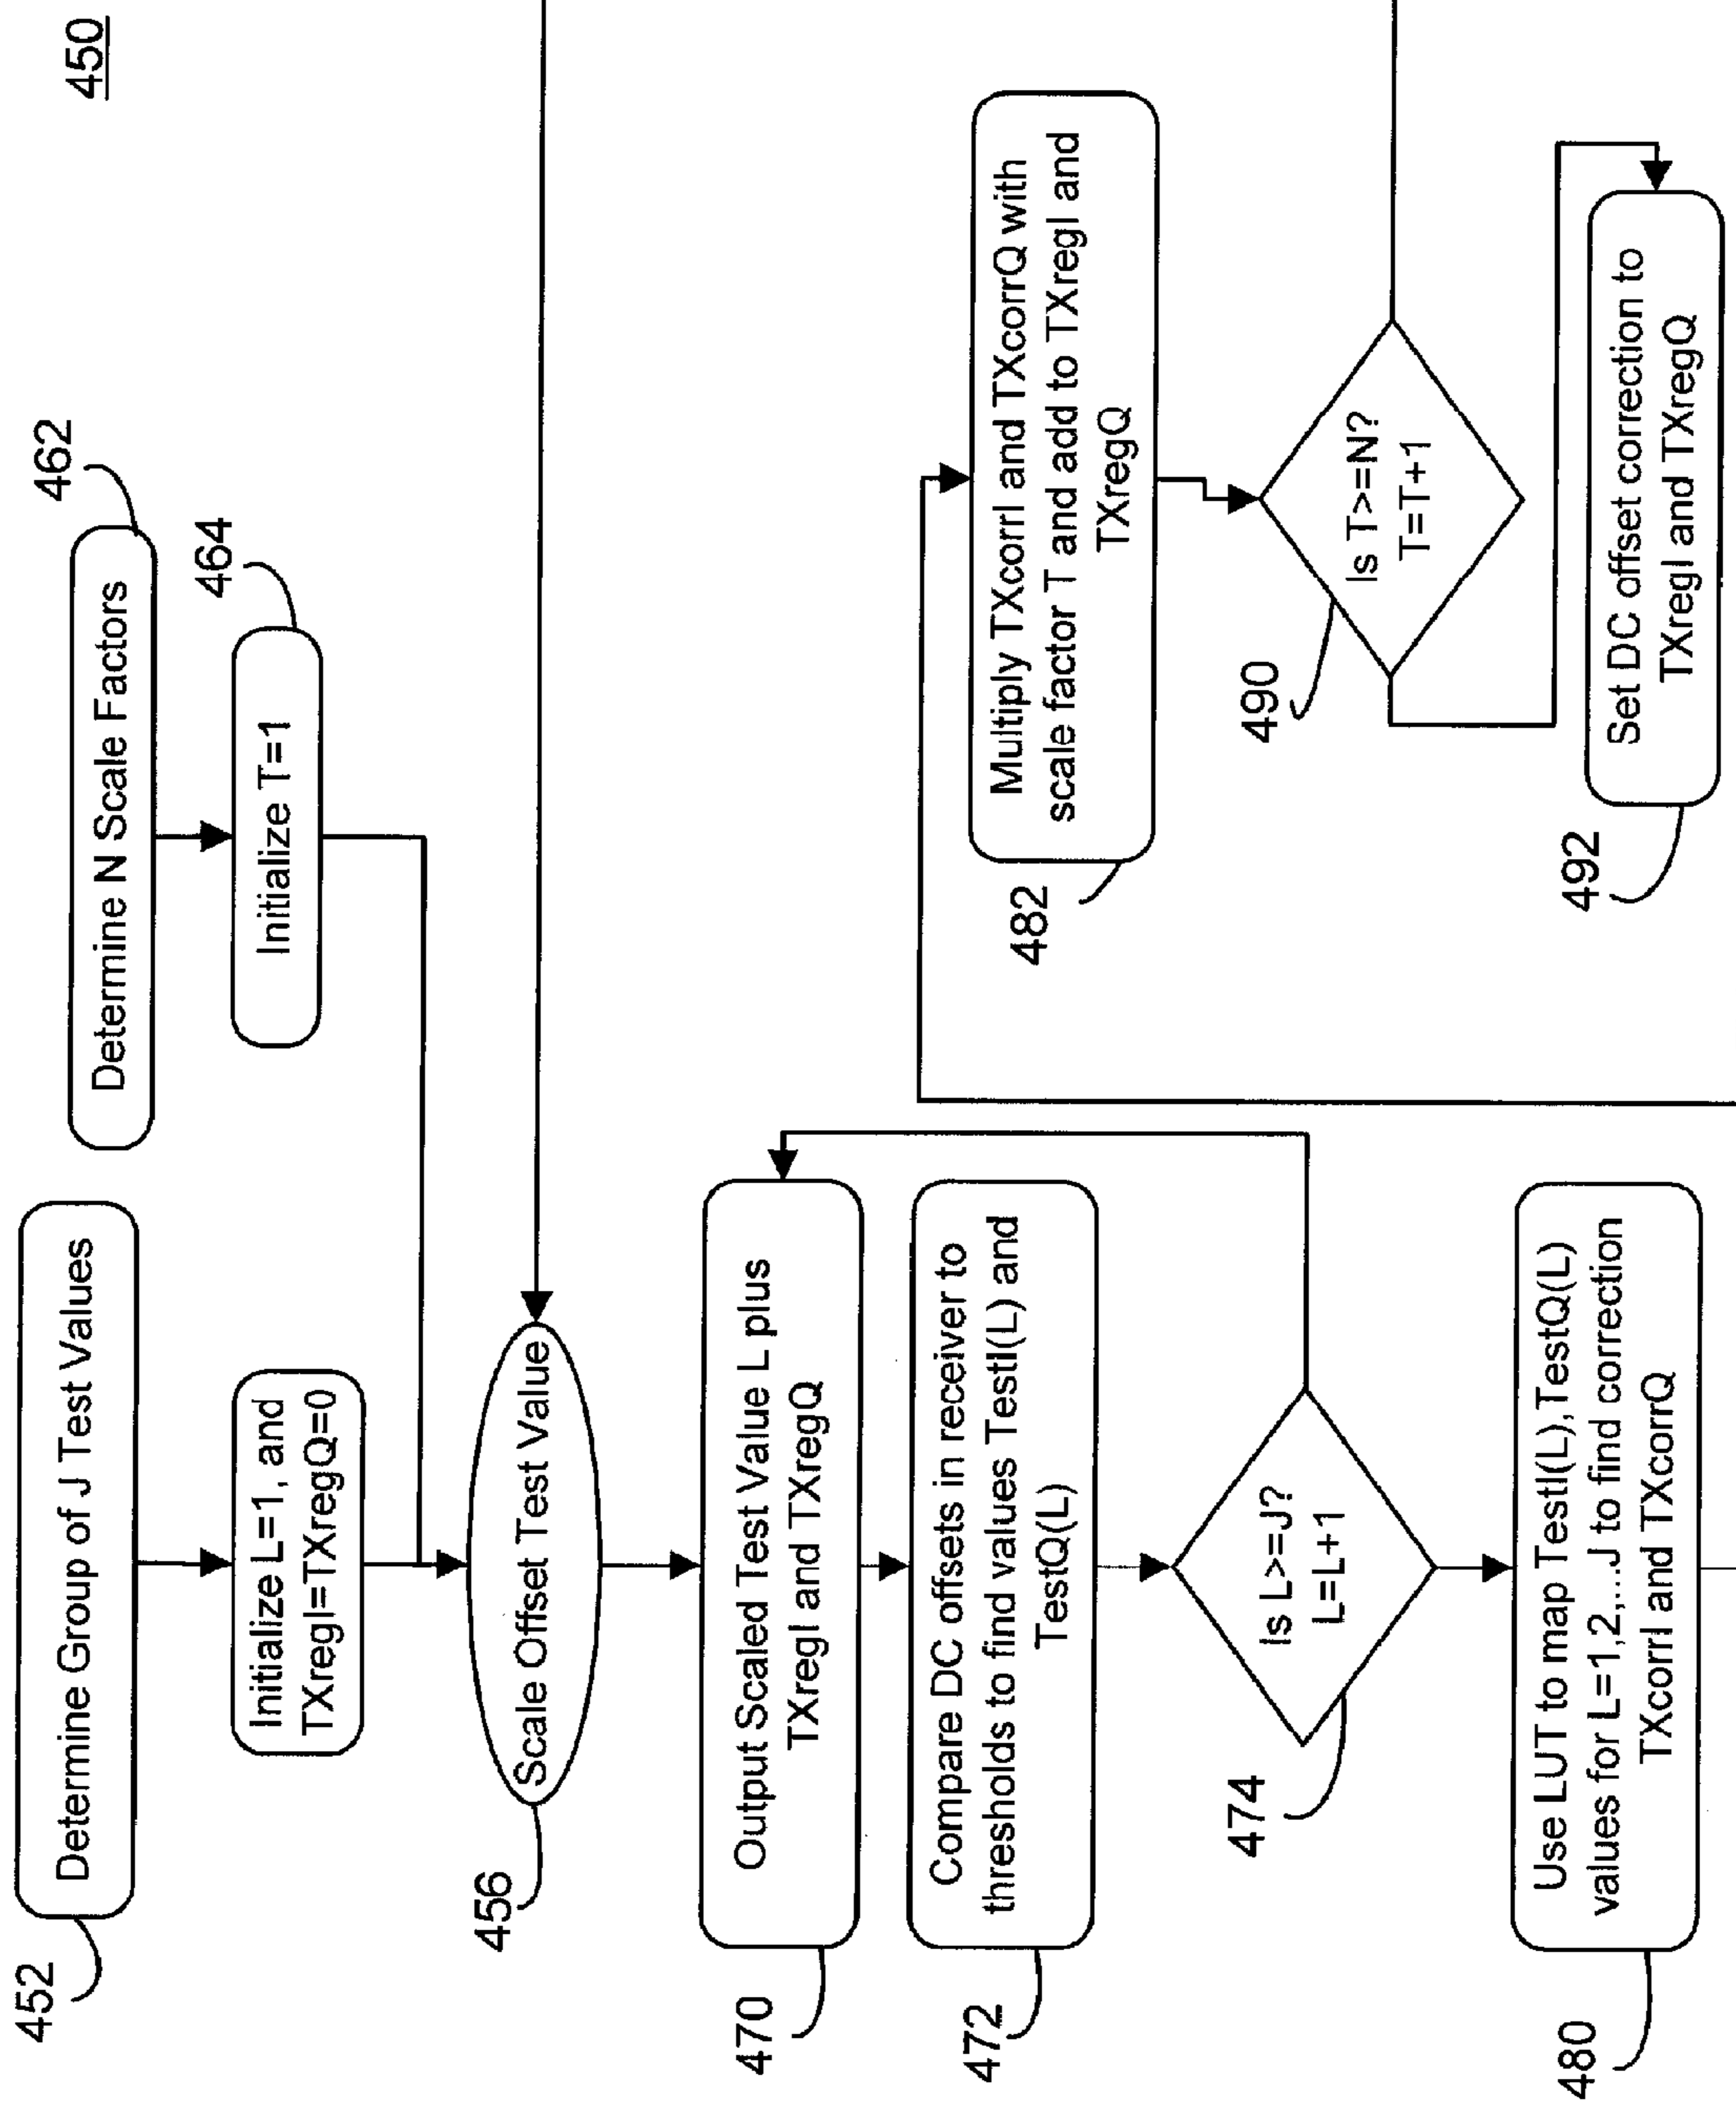 450
452
Determine Group of J Test Values
462
Determine N Scale Factors
Initialize L=1, and
TXregI=TXregQ=0
464
Initialize T=1
456
Scale Offset Test Value
470
Output Scaled Test Value L plus
TXregI and TXregQ
472
Compare DC offsets in receiver to
thresholds to find values TestI(L) and
TestQ(L)
474
Is L>=J?
L=L+1
480
Use LUT to map TestI(L),TestQ(L)
values for L=1,2,...J to find correction
TXcorrI and TXcorrQ
482
Multiply TXcorrI and TXcorrQ with
scale factor T and add to TXregI and
TXregQ
490
Is T>=N?
T=T+1
492
Set DC offset correction to
TXregI and TXregQ